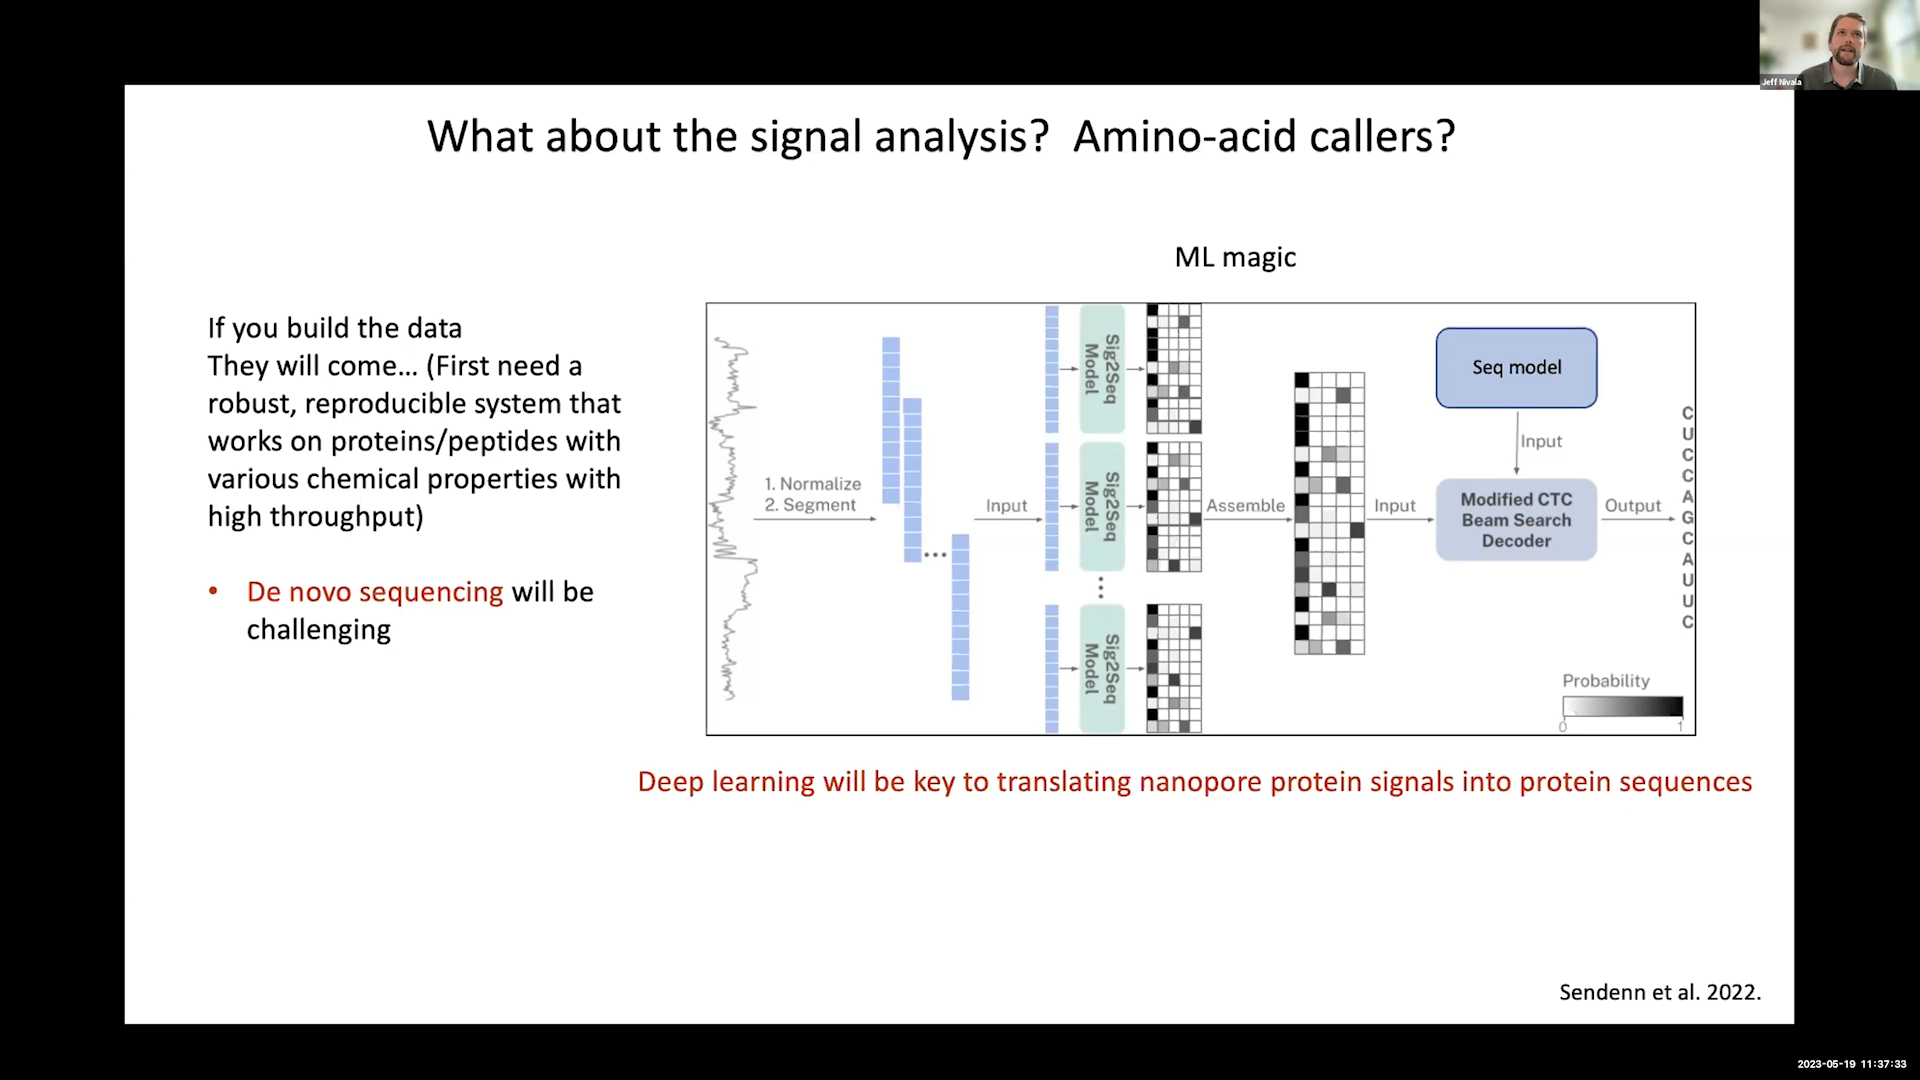 Jeff Nivala
What about the signal analysis? Amino-acid callers?
ML magic
If you build the data
They will come... (First need a
robust, reproducible system that
works on proteins/peptides with
various chemical properties with
high throughput)
• De novo sequencing will be
challenging
1. Normalize
2. Segment
Input
Sig2Seq
Model
Sig2Seq
Model
Sig2Seq
Model
Assemble
Input
Seq model
Input
Modified CTC
Beam Search
Decoder
Output
C
U
C
C
A
G
C
A
U
U
C
Probability
0 1
Deep learning will be key to translating nanopore protein signals into protein sequences
Sendenn et al. 2022.
2023-05-19 11:37:33